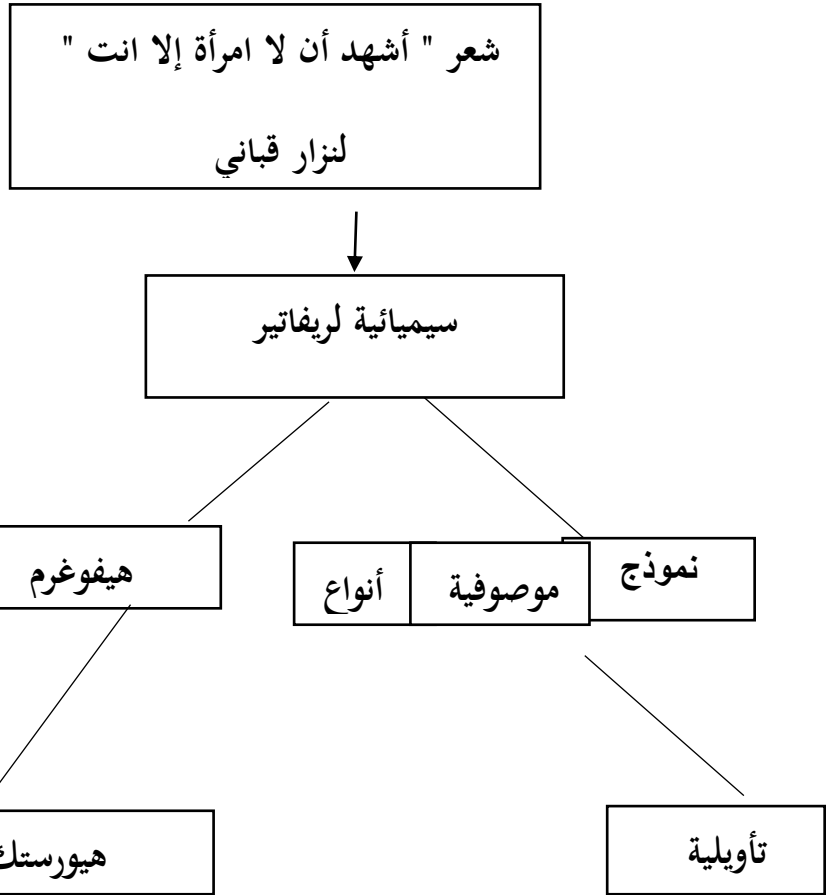 شعر " أشهد أن لا امرأة إلا انت "
لنزار قباني
سيميائية لريفاتير
نموذج
موصوفية
أنواع
هيفوغرم
تأويلية